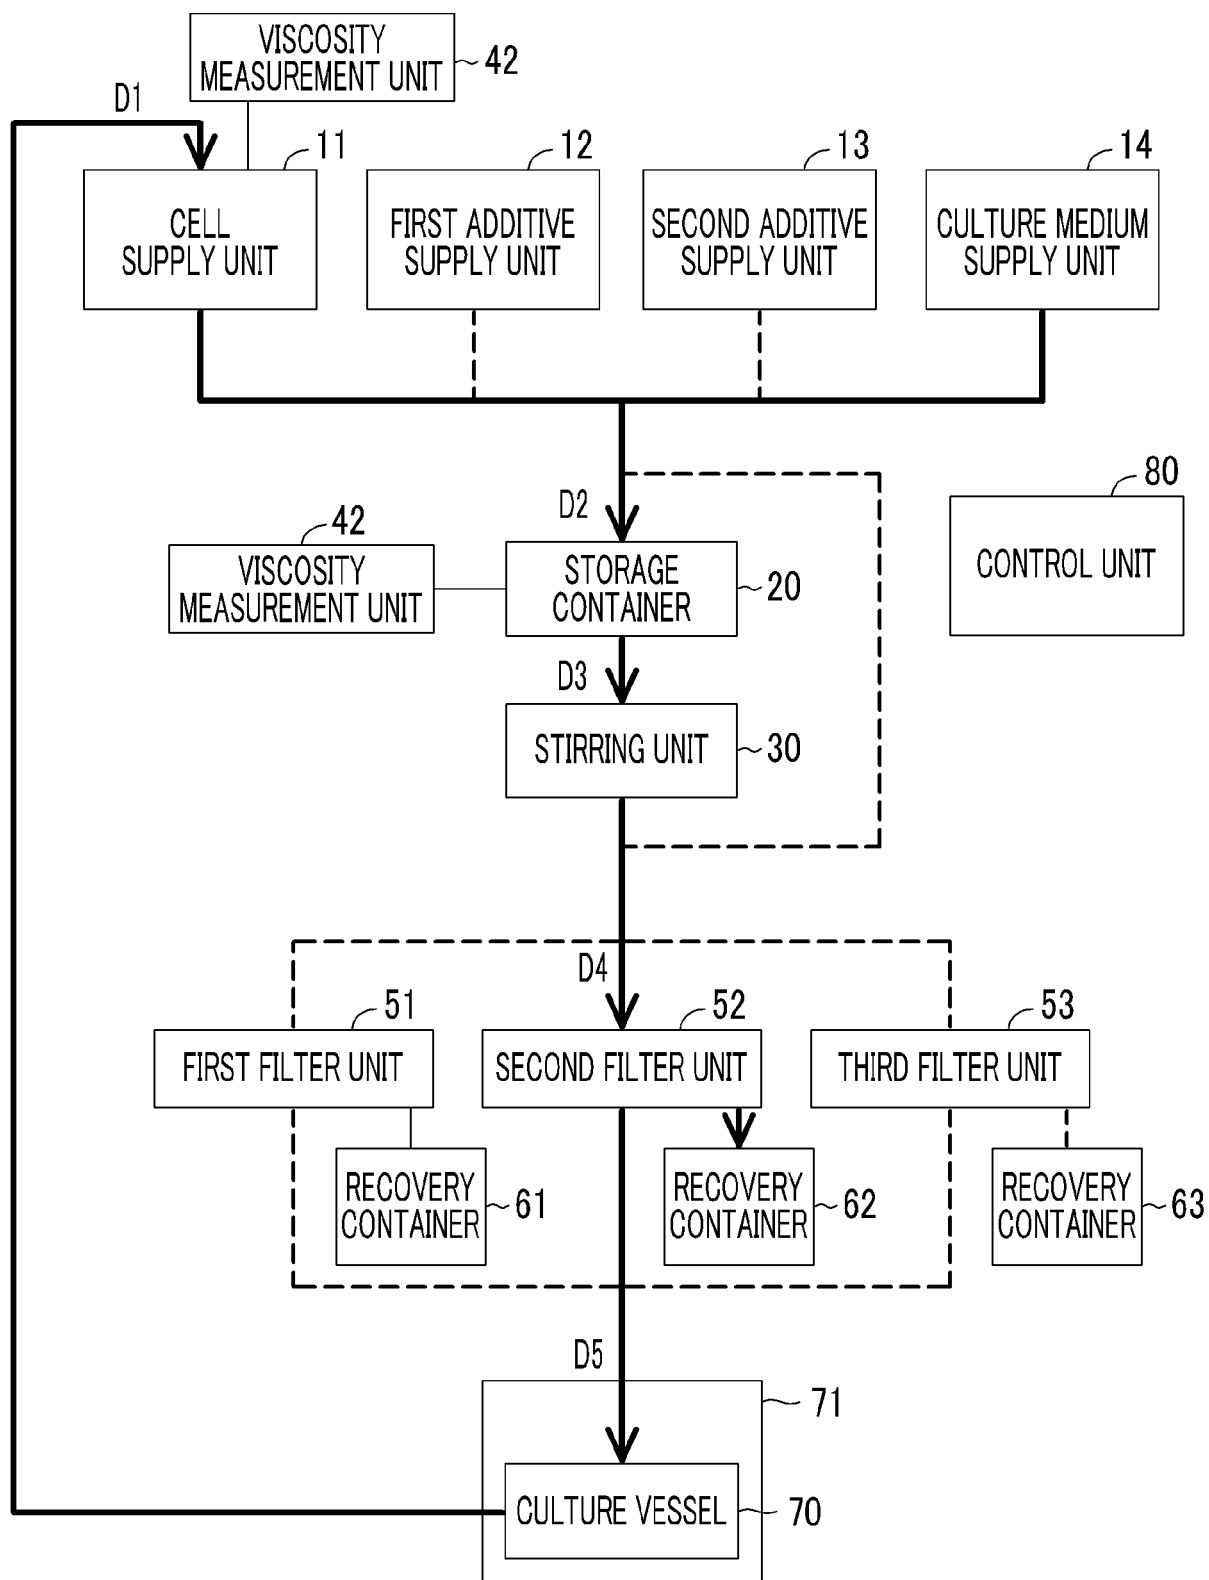 VISCOSITY
MEASUREMENT UNIT
42
D1
11
12
13
14
CELL
SUPPLY UNIT
FIRST ADDITIVE
SUPPLY UNIT
SECOND ADDITIVE
SUPPLY UNIT
CULTURE MEDIUM
SUPPLY UNIT
80
CONTROL UNIT
D2
42
VISCOSITY
MEASUREMENT UNIT
STORAGE
CONTAINER
20
D3
STIRRING UNIT
30
D4
51
52
53
FIRST FILTER UNIT
SECOND FILTER UNIT
THIRD FILTER UNIT
RECOVERY
CONTAINER
61
RECOVERY
CONTAINER
62
RECOVERY
CONTAINER
63
D5
71
CULTURE VESSEL
70